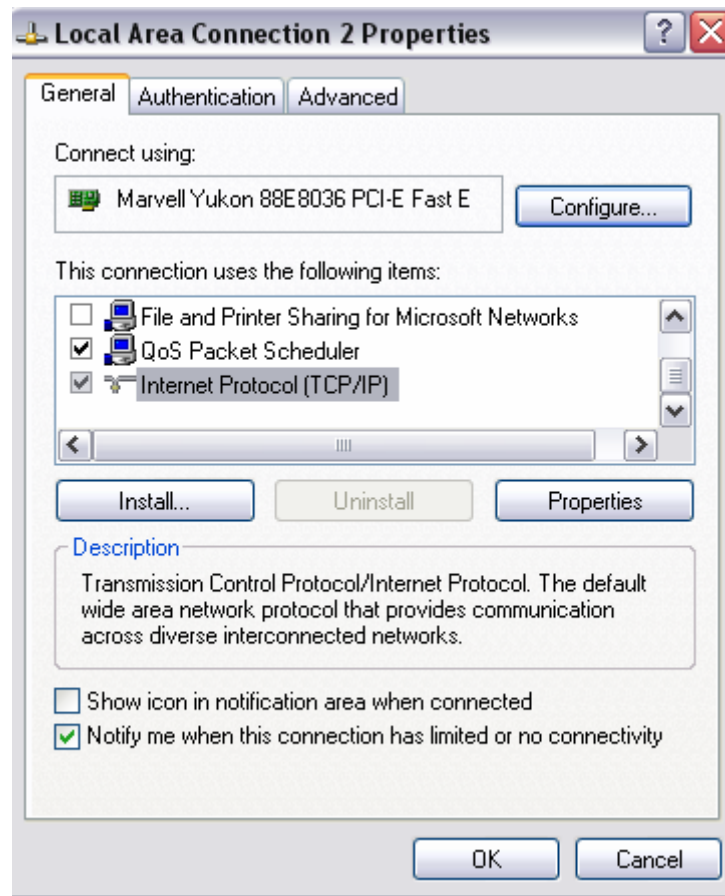 Local Area Connection 2 Properties
General Authentication Advanced
Connect using:
Marvell Yukon 88E8036 PCI-E Fast E
Configure...
This connection uses the following items:
File and Printer Sharing for Microsoft Networks
QoS Packet Scheduler
Internet Protocol (TCP/IP)
Install... Uninstall Properties
Description
Transmission Control Protocol/Internet Protocol. The default
wide area network protocol that provides communication
across diverse interconnected networks.
Show icon in notification area when connected
Notify me when this connection has limited or no connectivity
OK Cancel